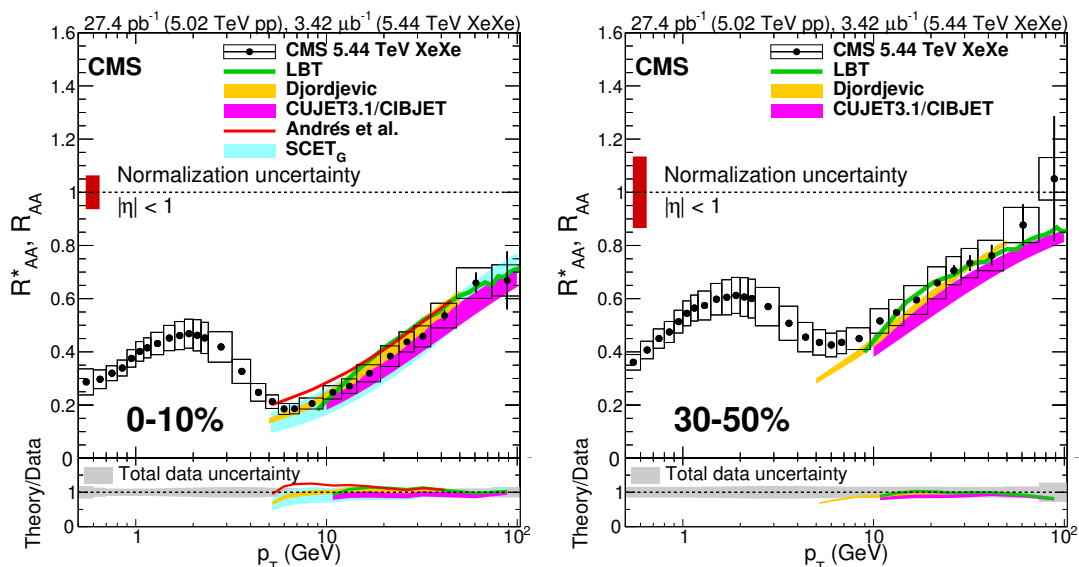 27.4 pb⁻¹ (5.02 TeV pp), 3.42 μb⁻¹ (5.44 TeV XeXe)
CMS
CMS 5.44 TeV XeXe
LBT
Djordjevic
CUJET3.1/CIBJET
Andrés et al.
SCET_G
Normalization uncertainty
|η| < 1
R*_AA, R_AA
1.6
1.4
1.2
1
0.8
0.6
0.4
0.2
0
0-10%
Total data uncertainty
Theory/Data
1
0
1
10
10²
p_T (GeV)
27.4 pb⁻¹ (5.02 TeV pp), 3.42 μb⁻¹ (5.44 TeV XeXe)
CMS
CMS 5.44 TeV XeXe
LBT
Djordjevic
CUJET3.1/CIBJET
Normalization uncertainty
|η| < 1
R*_AA, R_AA
1.6
1.4
1.2
1
0.8
0.6
0.4
0.2
0
30-50%
Total data uncertainty
Theory/Data
1
0
1
10
10²
p_T (GeV)